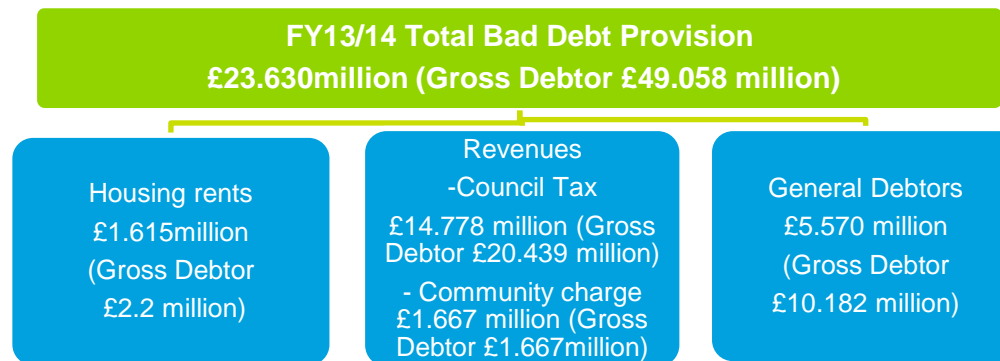 FY13/14 Total Bad Debt Provision
£23.630million (Gross Debtor £49.058 million)
Housing rents
£1.615million
(Gross Debtor
£2.2 million)
Revenues
-Council Tax
£14.778 million (Gross
Debtor £20.439 million)
- Community charge
£1.667 million (Gross
Debtor £1.667million)
General Debtors
£5.570 million
(Gross Debtor
£10.182 million)